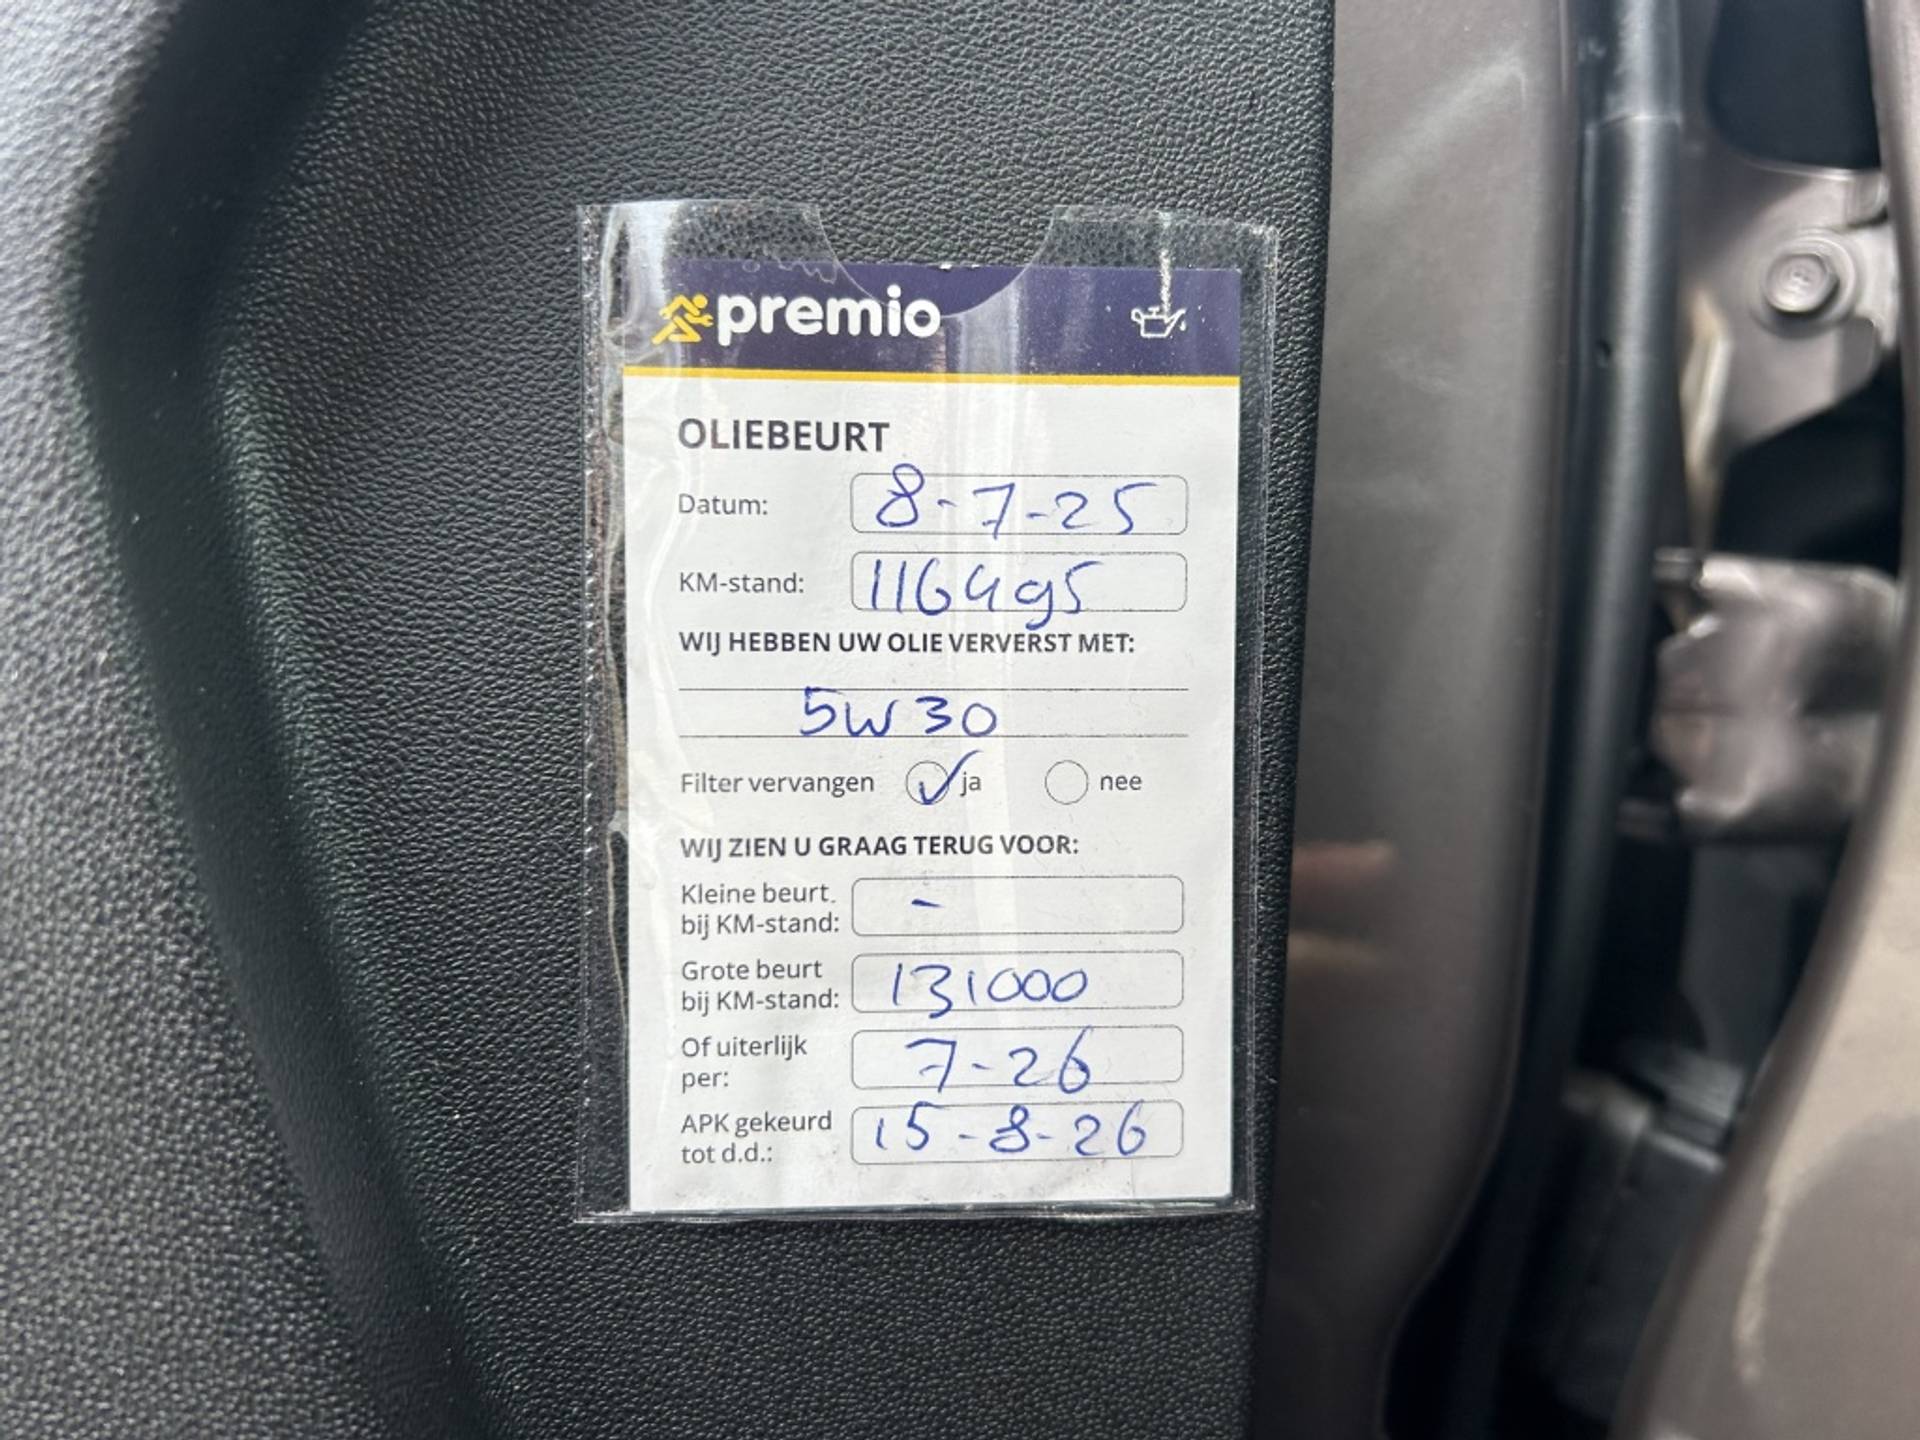 premio
OLIEBEURT
Datum: 8-7-25
KM-stand: 116495
WIJ HEBBEN UW OLIE VERVERST MET:
5W30
Filter vervangen ja nee
WIJ ZIEN U GRAAG TERUG VOOR:
Kleine beurt
bij KM-stand: -
Grote beurt
bij KM-stand: 131000
Of uiterlijk
per: 7-26
APK gekeurd
tot d.d.: 15-8-26